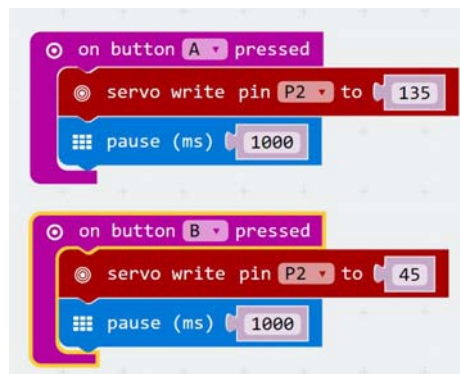 on button A pressed
servo write pin P2 to 135
pause (ms) 1000
on button B pressed
servo write pin P2 to 45
pause (ms) 1000